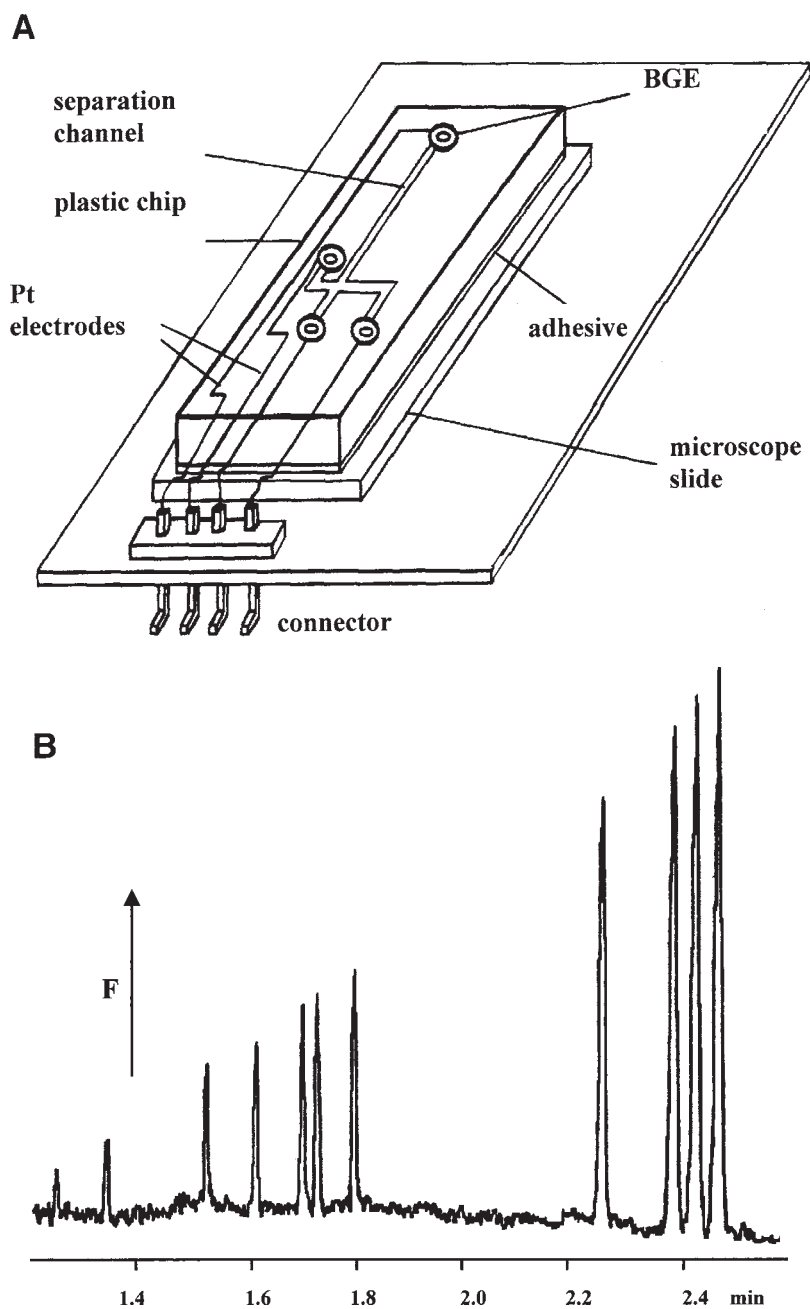 A
separation
channel
BGE
plastic chip
Pt
electrodes
adhesive
microscope
slide
connector
B
F
1.4 1.6 1.8 2.0 2.2 2.4 min